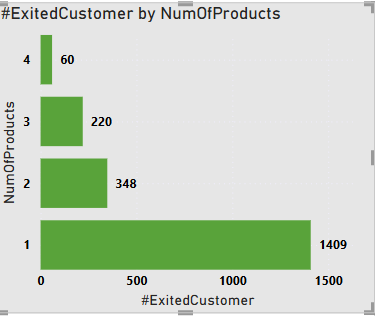 #ExitedCustomer by NumOfProducts
4 60
3 220
2 348
1 1409
0 500 1000 1500
#ExitedCustomer
NumOfProducts